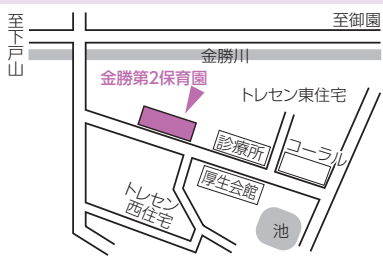 至御園
至下戸山
金勝川
金勝第2保育園
トレセン東住宅
診療所
コーラル
厚生会館
トレセン
西住宅
池